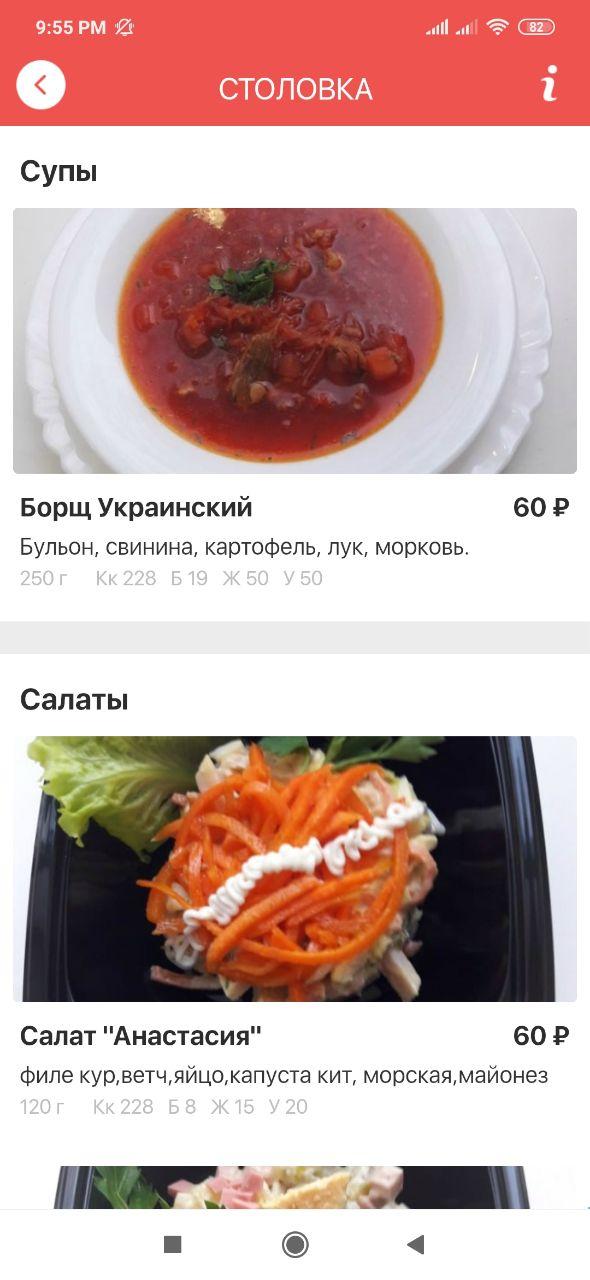 9:55 PM
82
СТОЛОВКА
Супы
Борщ Украинский 60 ₽
Бульон, свинина, картофель, лук, морковь.
250 г Кк 228 Б 19 Ж 50 У 50
Салаты
Салат "Анастасия" 60 ₽
филе кур,ветч,яйцо,капуста кит, морская,майонез
120 г Кк 228 Б 8 Ж 15 У 20